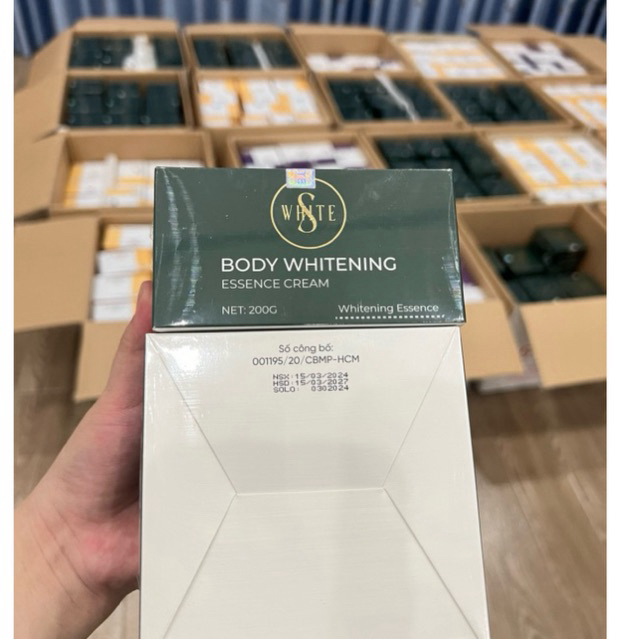 S
WHITE
BODY WHITENING
ESSENCE CREAM
NET: 200G
Whitening Essence
Số công bố:
001195/20/CBMP-HCM
NSX:15/03/2024
HSD:15/03/2027
SOLO: 0302024